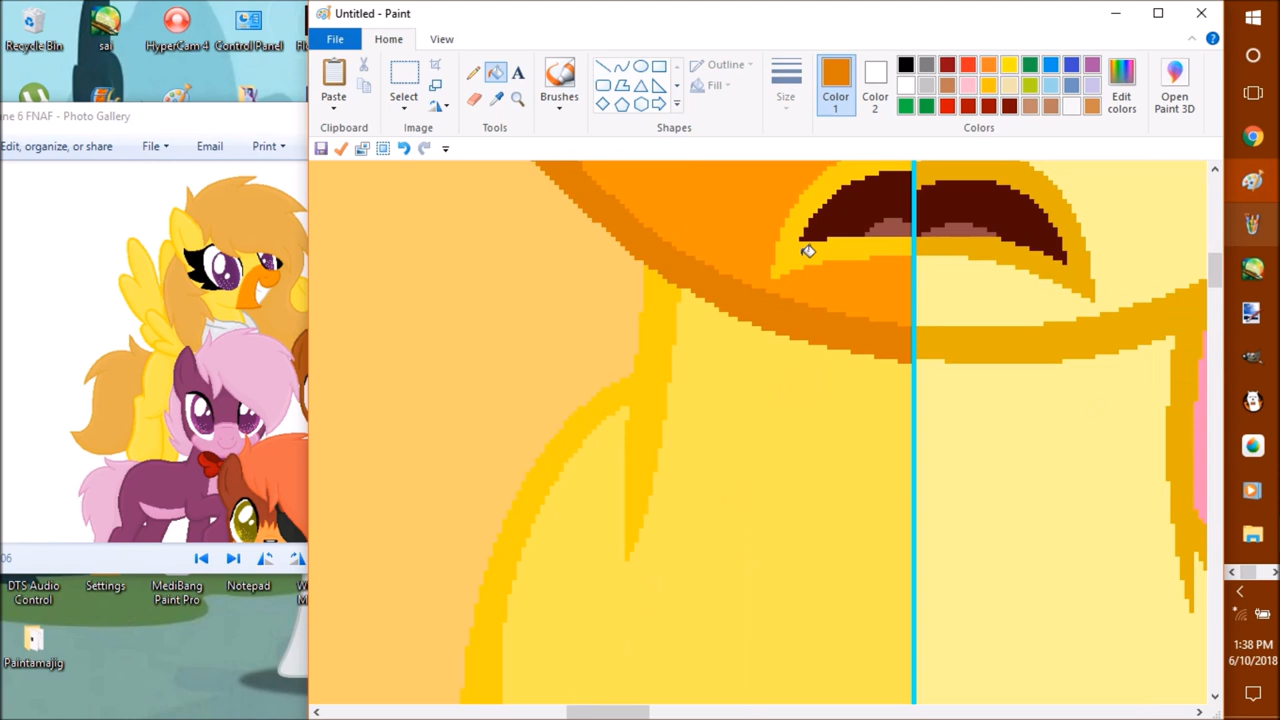 Recycle Bin
sai
HyperCam 4
Control Panel
Untitled - Paint
File
Home
View
Paste
Select
Brushes
Outline
Fill
Size
Color
1
Color
2
Edit
colors
Open
Paint 3D
Clipboard
Image
Tools
Shapes
Colors
ane 6 FNAF - Photo Gallery
Edit, organize, or share
File
Email
Print
06
DTS Audio
Control
Settings
MediBang
Paint Pro
Notepad
Paintamajig
1:38 PM
6/10/2018